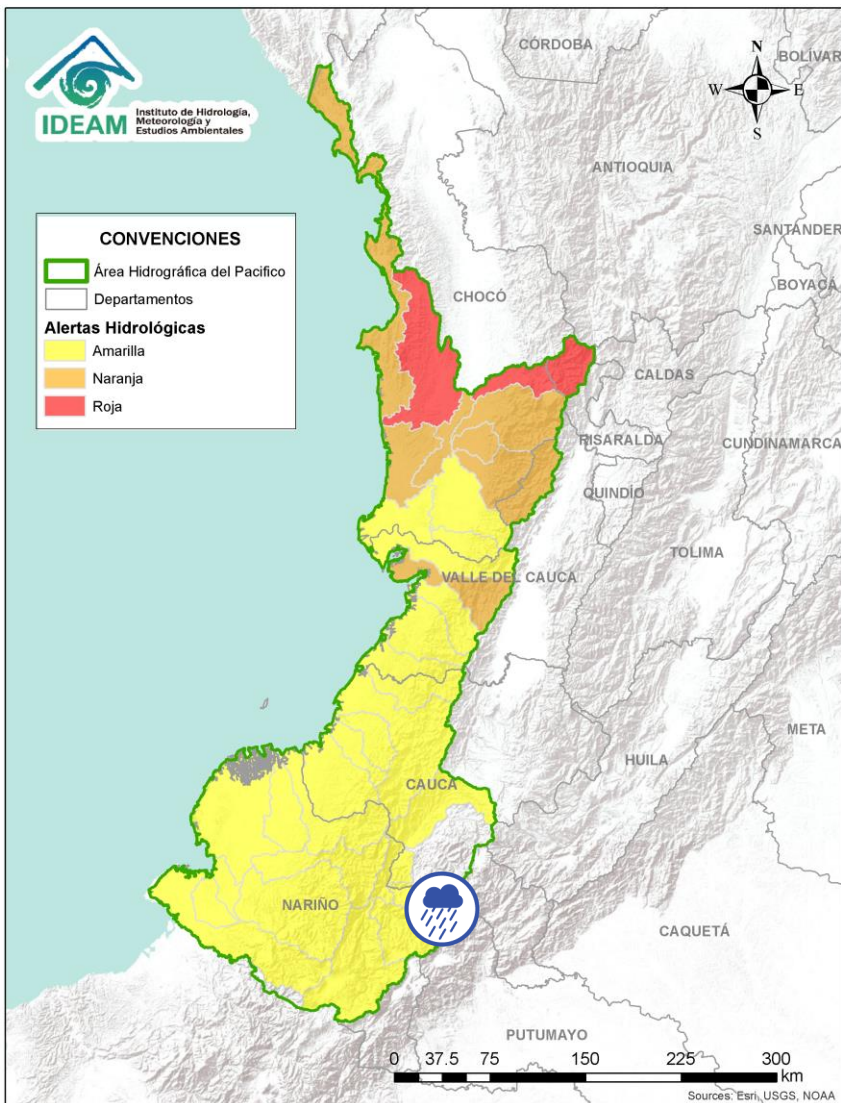 IDEAM
Instituto de Hidrología,
Meteorología y
Estudios Ambientales
CÓRDOBA
BOLÍVAR
N
W
E
S
ANTIOQUIA
SANTANDER
BOYACÁ
CONVENCIONES
Área Hidrográfica del Pacifico
Departamentos
Alertas Hidrológicas
Amarilla
Naranja
Roja
CHOCÓ
CALDAS
RISARALDA
CUNDINAMARCA
QUINDÍO
TOLIMA
VALLE DEL CAUCA
META
HUILA
CAUCA
NARIÑO
CAQUETÁ
PUTUMAYO
0 37.5 75 150 225 300
km
Sources: Esri, USGS, NOAA